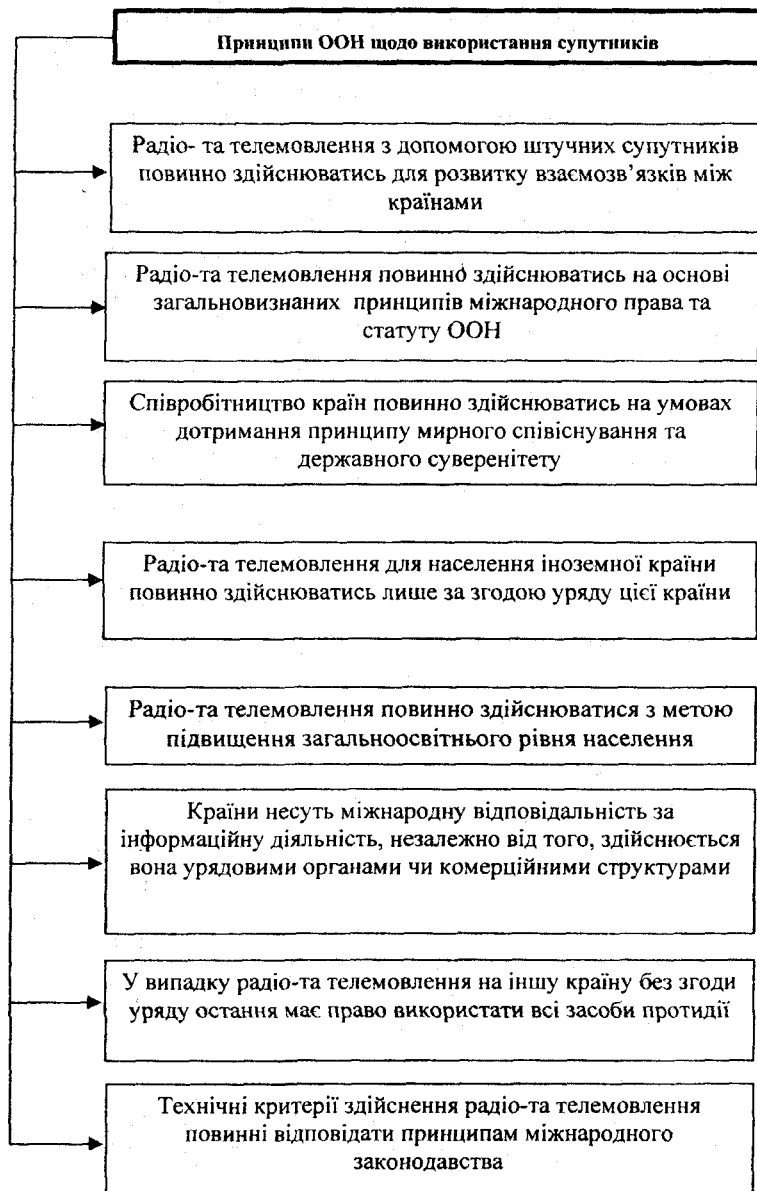 Принципи ООН щодо використання супутників
Радіо- та телемовлення з допомогою штучних супутників
повинно здійснюватись для розвитку взаємозв’язків між
країнами
Радіо-та телемовлення повинно здійснюватись на основі
загальновизнаних принципів міжнародного права та
статуту ООН
Співробітництво країн повинно здійснюватись на умовах
дотримання принципу мирного співіснування та
державного суверенітету
Радіо-та телемовлення для населення іноземної країни
повинно здійснюватись лише за згодою уряду цієї країни
Радіо-та телемовлення повинно здійснюватися з метою
підвищення загальноосвітнього рівня населення
Країни несуть міжнародну відповідальність за
інформаційну діяльність, незалежно від того, здійснюється
вона урядовими органами чи комерційними структурами
У випадку радіо-та телемовлення на іншу країну без згоди
уряду остання має право використати всі засоби протидії
Технічні критерії здійснення радіо-та телемовлення
повинні відповідати принципам міжнародного
законодавства